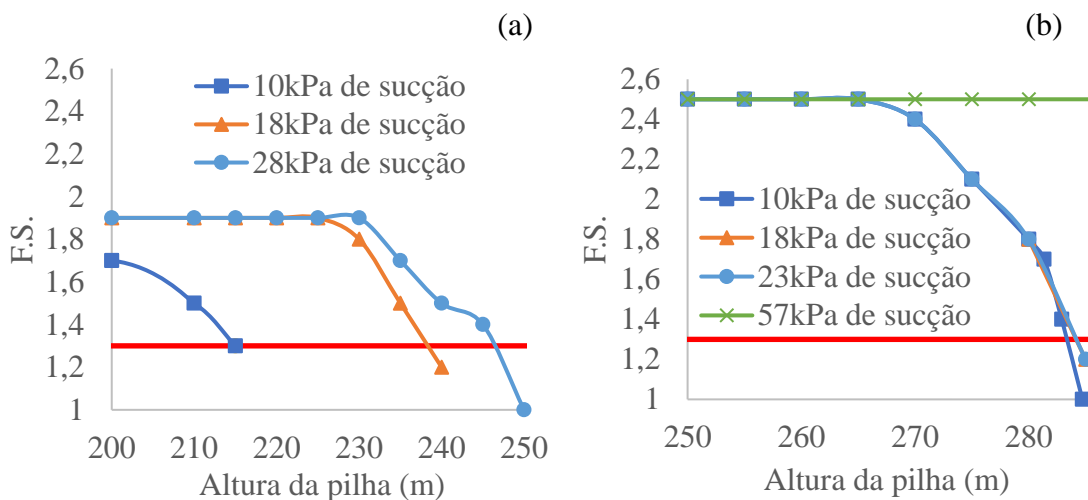 (a)
2,6
2,4
2,2
2
1,8
1,6
1,4
1,2
1
F.S.
10kPa de sucção
18kPa de sucção
28kPa de sucção
200 210 220 230 240 250
Altura da pilha (m)
(b)
2,6
2,4
2,2
2
1,8
1,6
1,4
1,2
1
F.S.
10kPa de sucção
18kPa de sucção
23kPa de sucção
57kPa de sucção
250 260 270 280
Altura da pilha (m)